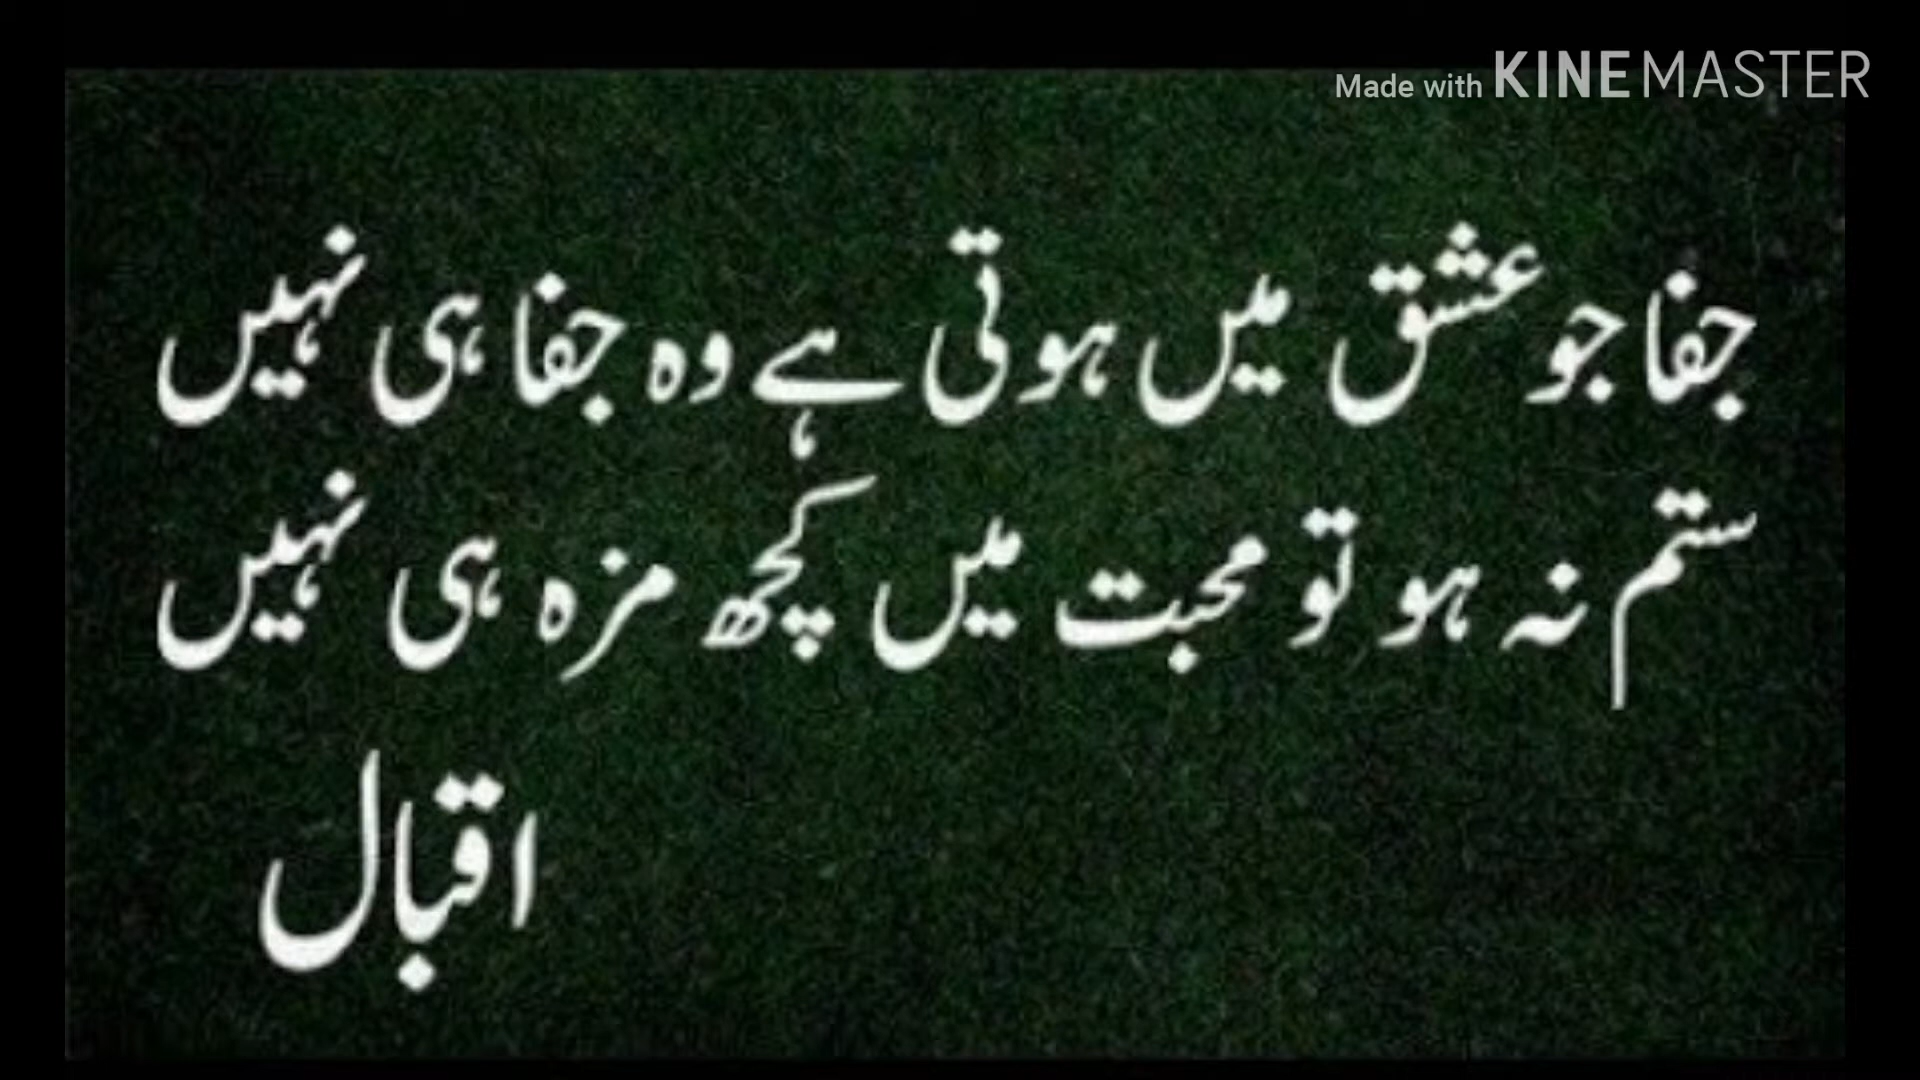 Made with KINEMASTER
جفا جو عشق میں ہوتی ہے وہ جفا ہی نہیں
ستم نہ ہو تو محبت میں کچھ مزہ ہی نہیں
اقبال